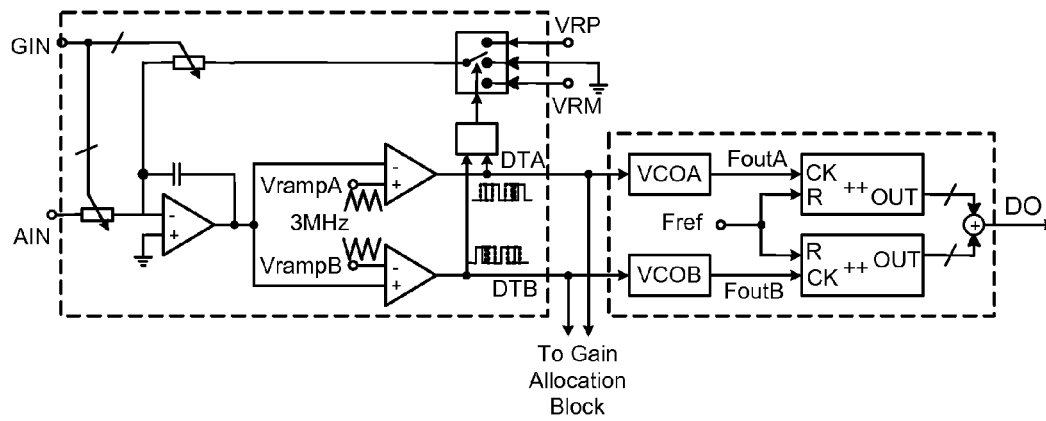 GIN
VRP
VRM
DTA
VrampA
-
+
3MHz
VrampB
-
+
DTB
AIN
-
+
VCOA
FoutA
CK
R
++
OUT
Fref
DO
+
VCOB
FoutB
R
CK
++
OUT
To Gain
Allocation
Block